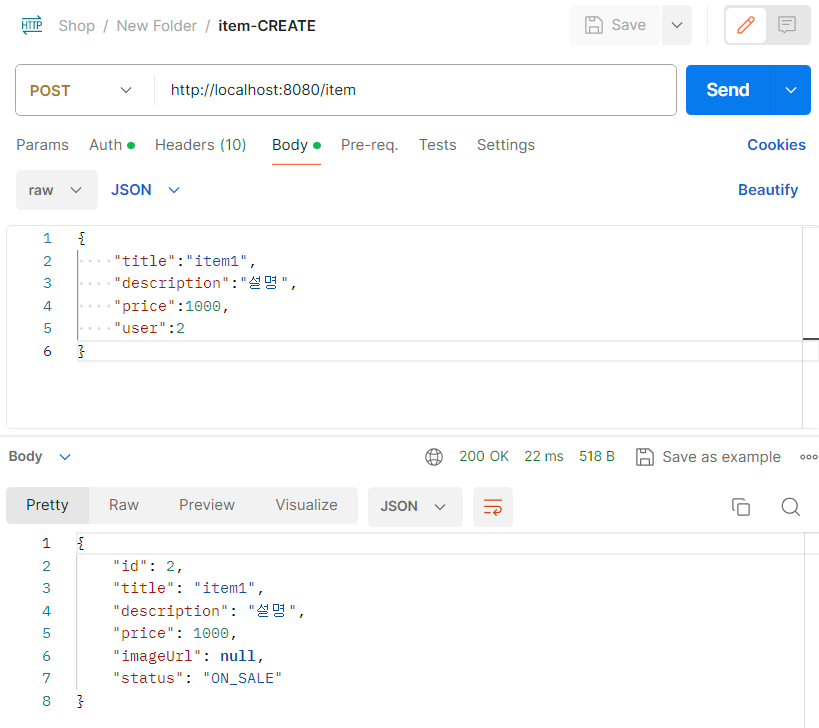 HTTP Shop / New Folder / item-CREATE Save
POST http://localhost:8080/item Send
Params Auth Headers (10) Body Pre-req. Tests Settings Cookies
raw JSON Beautify
1 {
2 "title":"item1",
3 "description":"설명",
4 "price":1000,
5 "user":2
6 }
Body 200 OK 22 ms 518 B Save as example
Pretty Raw Preview Visualize JSON
1 {
2 "id": 2,
3 "title": "item1",
4 "description": "설명",
5 "price": 1000,
6 "imageUrl": null,
7 "status": "ON_SALE"
8 }